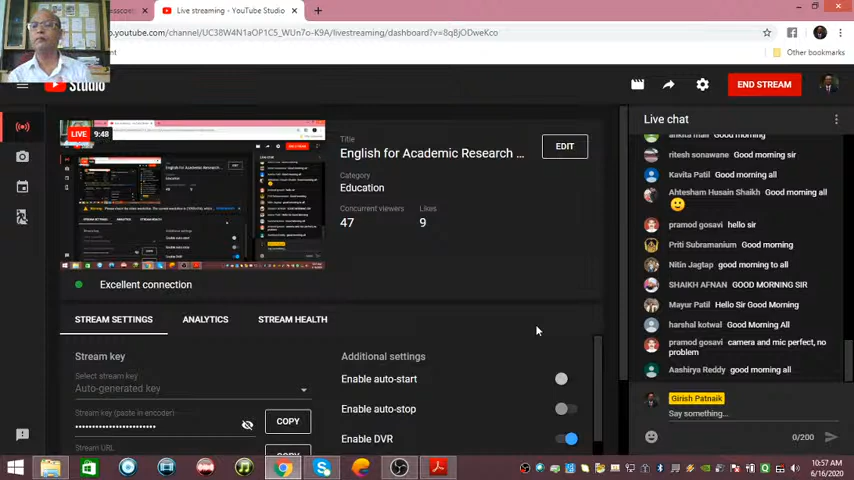 Live streaming - YouTube Studio
youtube.com/channel/UC38W4N1aOP1C5_WUn7o-K9A/livestreaming/dashboard?v=8qBjODweKco
Other bookmarks
Studio
END STREAM
LIVE 9:48
Title
English for Academic Research ...
EDIT
Category
Education
Concurrent viewers
Likes
47
9
Excellent connection
STREAM SETTINGS
ANALYTICS
STREAM HEALTH
Stream key
Select stream key
Auto-generated key
Stream key (paste in encoder)
COPY
Stream URL
COPY
Additional settings
Enable auto-start
Enable auto-stop
Enable DVR
Live chat
ankita nair Good morning
ritesh sonawane Good morning sir
Kavita Patil Good morning all
Ahtesham Husain Shaikh Good morning all
pramod gosavi hello sir
Priti Subramanium Good morning
Nitin Jagtap good morning to all
SHAIKH AFNAN GOOD MORNING SIR
Mayur Patil Hello Sir Good Morning
harshal kotwal Good Morning All
pramod gosavi camera and mic perfect, no
problem
Aashirya Reddy good morning all
Girish Patnaik
Say something...
0/200
10:57 AM
6/16/2020